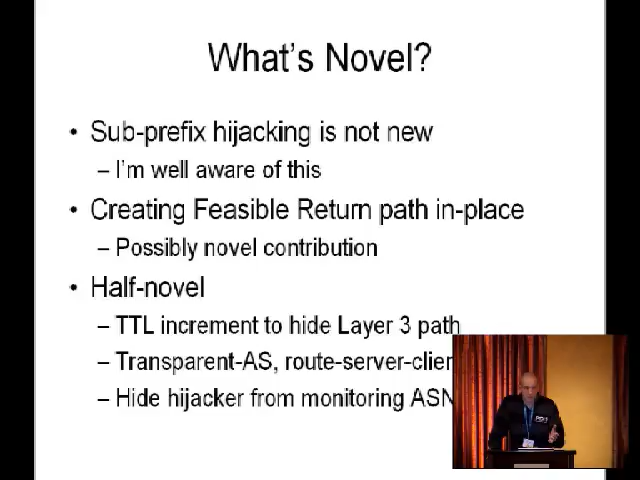 What's Novel?
• Sub-prefix hijacking is not new
– I'm well aware of this
• Creating Feasible Return path in-place
– Possibly novel contribution
• Half-novel
– TTL increment to hide Layer 3 path
– Transparent-AS, route-server-clien
– Hide hijacker from monitoring ASN